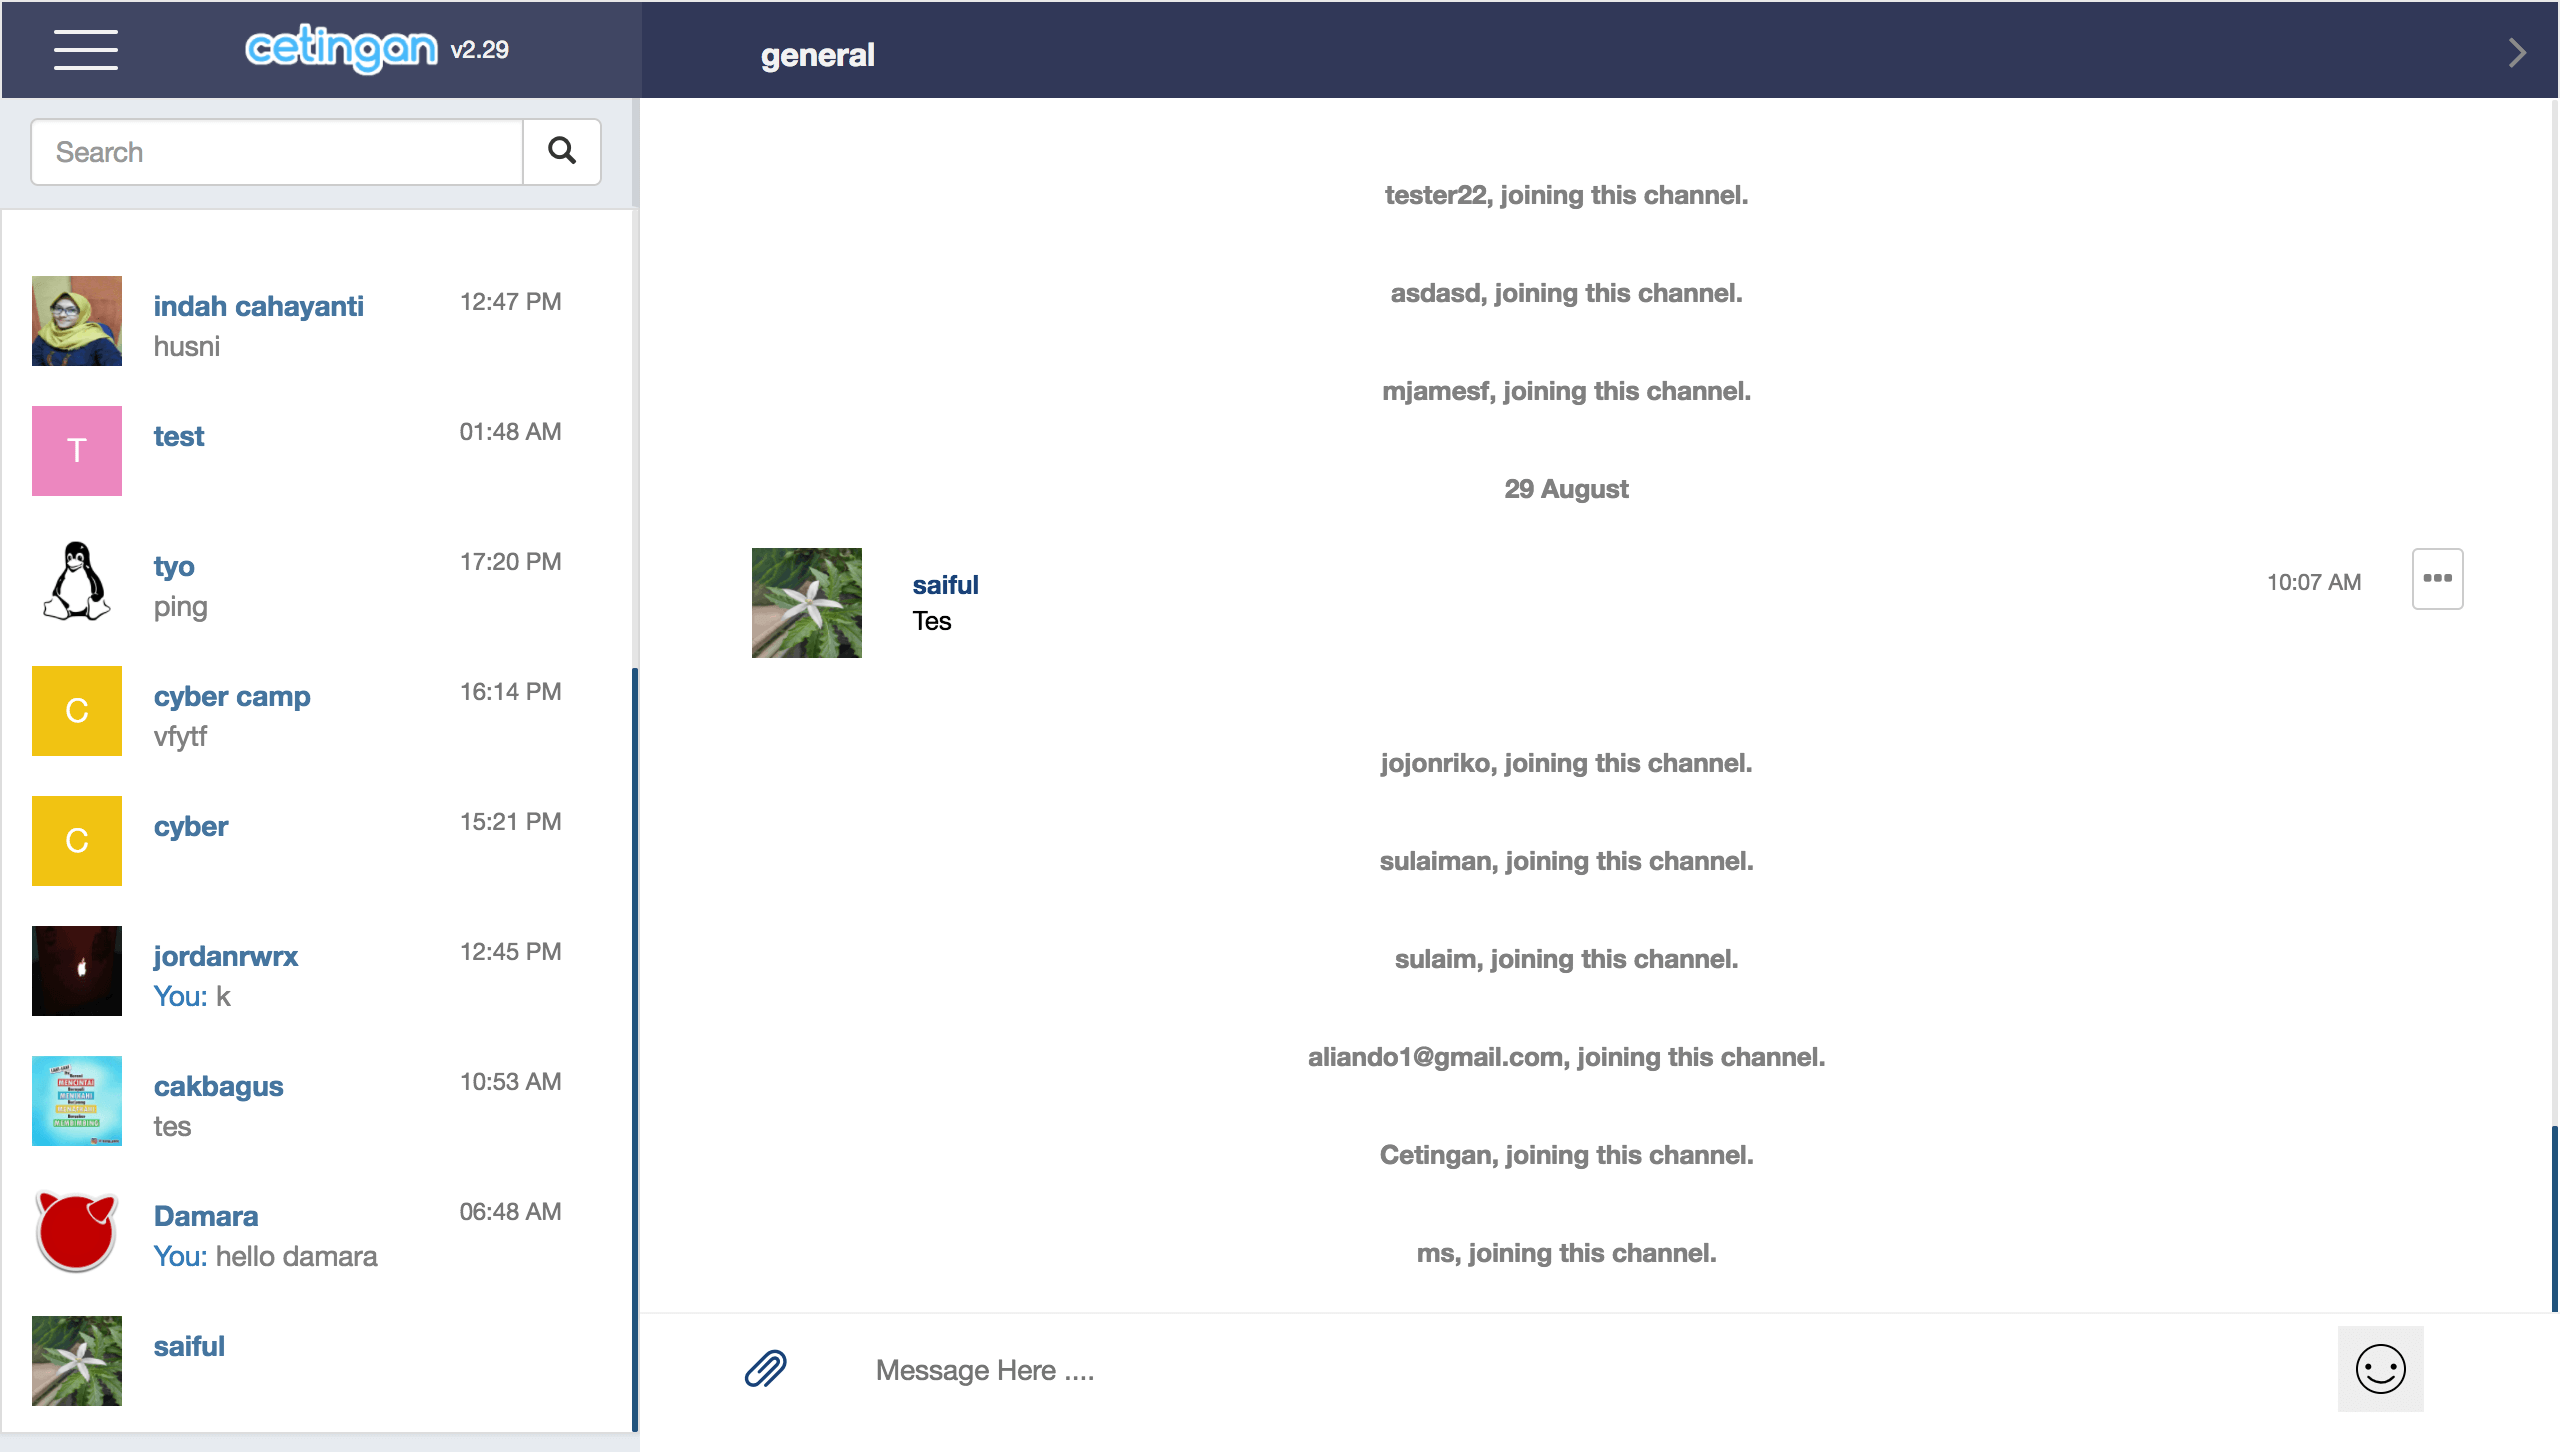 cetingan v2.29
general
Search
indah cahayanti 12:47 PM
husni
T
test 01:48 AM
tyo 17:20 PM
ping
C
cyber camp 16:14 PM
vfytf
C
cyber 15:21 PM
jordanrwrx 12:45 PM
You: k
MENCINTAI
MENIKAHI
MEMBIMBING
cakbagus 10:53 AM
tes
Damara 06:48 AM
You: hello damara
saiful
tester22, joining this channel.
asdasd, joining this channel.
mjamesf, joining this channel.
29 August
saiful 10:07 AM
Tes
jojonriko, joining this channel.
sulaiman, joining this channel.
sulaim, joining this channel.
aliando1@gmail.com, joining this channel.
Cetingan, joining this channel.
ms, joining this channel.
Message Here ....